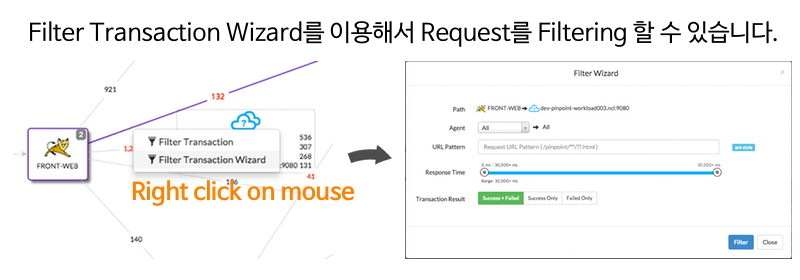 Filter Transaction Wizard를 이용해서 Request를 Filtering 할 수 있습니다.
921
132
2
FRONT-WEB
?
Filter Transaction
Filter Transaction Wizard
536
307
268
:9080 131
41
Right click on mouse
140
Filter Wizard
×
Path FRONT-WEB dev-pinpoint-workload003.ncl:9080
Agent All All
URL Pattern Request URL Pattern (./pinpoint/**/??.html )
ant style
Response Time 0 ms - 30,000+ ms 30,000+ ms
Range: 30,000+ ms
Transaction Result Success + Failed Success Only Failed Only
Filter Close